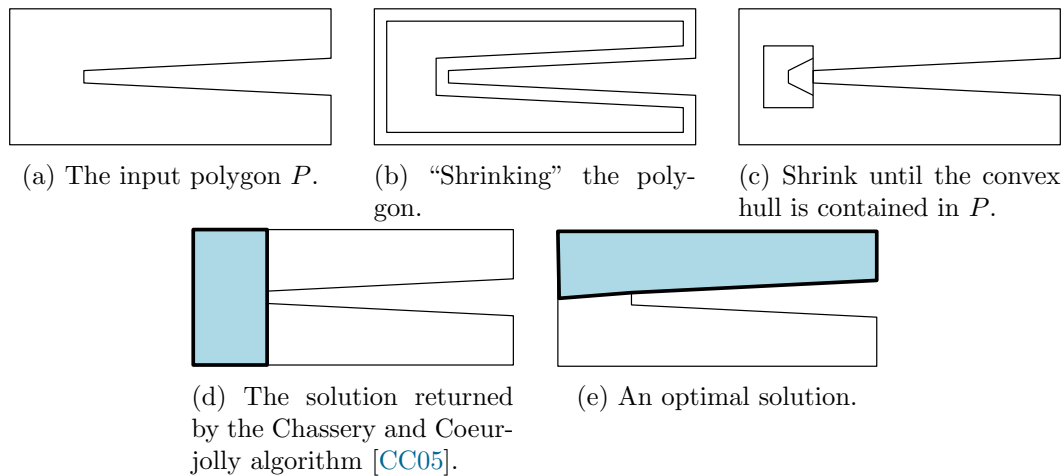 (a) The input polygon P.
(b) “Shrinking” the poly-
gon.
(c) Shrink until the convex
hull is contained in P.
(d) The solution returned
by the Chassery and Coeur-
jolly algorithm [CC05].
(e) An optimal solution.